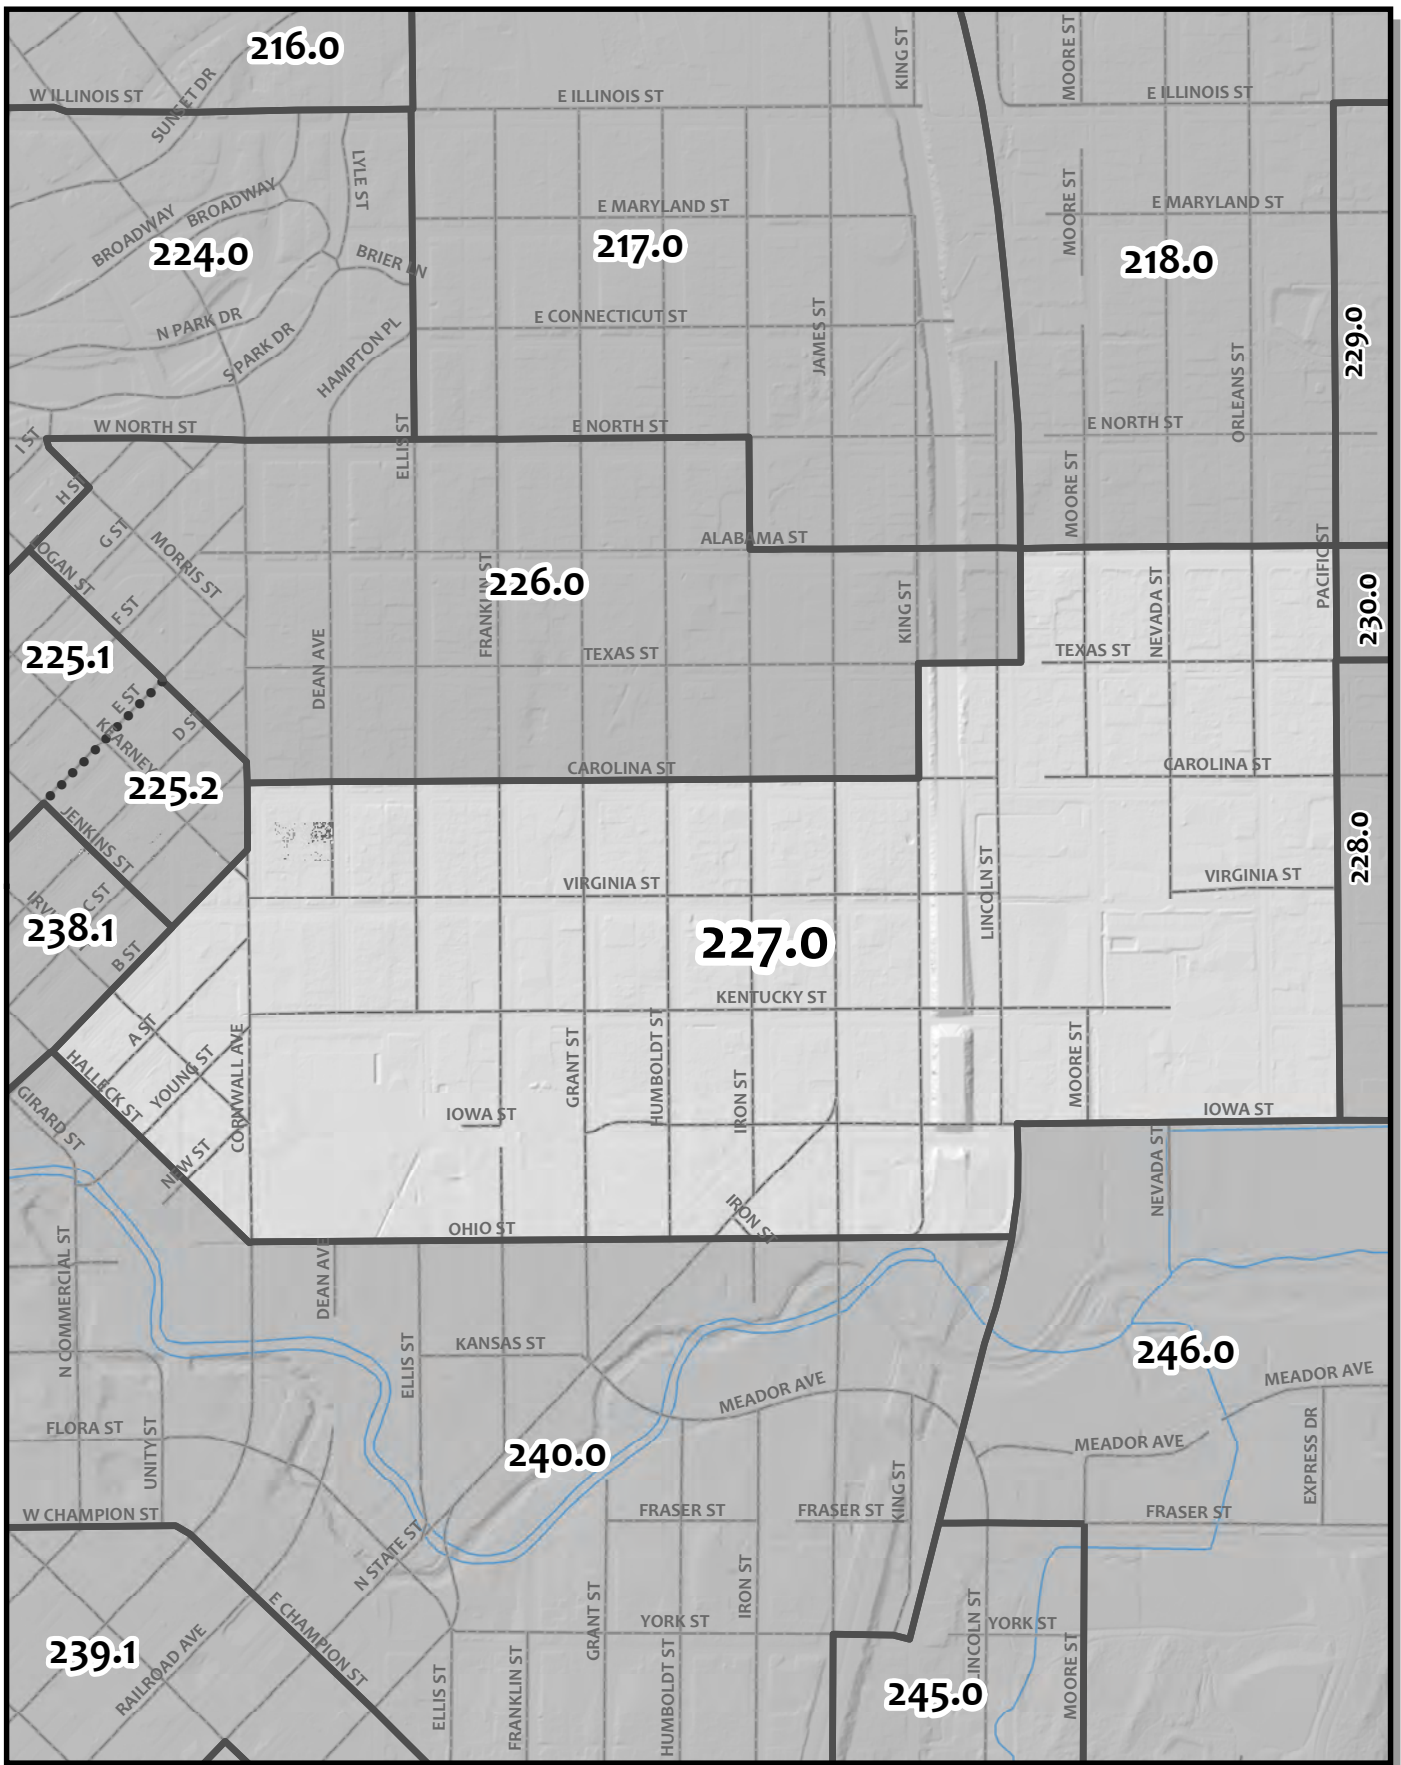 216.0
W ILLINOIS ST
SUNSET DR
E ILLINOIS ST
KING ST
MOORE ST
E ILLINOIS ST
LYLE ST
BROADWAY
BROADWAY
224.0
BRIER LN
E MARYLAND ST
217.0
MOORE ST
E MARYLAND ST
218.0
N PARK DR
S PARK DR
HAMPTON PL
E CONNECTICUT ST
JAMES ST
229.0
ORLEANS ST
I ST
W NORTH ST
ELLIS ST
E NORTH ST
E NORTH ST
H ST
G ST
MORRIS ST
LOGAN ST
F ST
ALABAMA ST
MOORE ST
PACIFIC ST
226.0
FRANKLIN ST
KING ST
NEVADA ST
230.0
225.1
DEAN AVE
TEXAS ST
TEXAS ST
E ST
D ST
KEARNEY
225.2
CAROLINA ST
CAROLINA ST
JENKINS ST
228.0
VIRGINIA ST
LINCOLN ST
VIRGINIA ST
C ST
238.1
B ST
227.0
KENTUCKY ST
A ST
HALLECK ST
YOUNG ST
CORNWALL AVE
GRANT ST
HUMBOLDT ST
IRON ST
MOORE ST
GIRARD ST
IOWA ST
IOWA ST
NEW ST
NEVADA ST
IRON ST
OHIO ST
N COMMERCIAL ST
DEAN AVE
ELLIS ST
KANSAS ST
246.0
MEADOR AVE
MEADOR AVE
FLORA ST
UNITY ST
240.0
MEADOR AVE
EXPRESS DR
KING ST
W CHAMPION ST
FRASER ST
FRASER ST
FRASER ST
N STATE ST
239.1
E CHAMPION ST
RAILROAD AVE
GRANT ST
IRON ST
YORK ST
LINCOLN ST
YORK ST
ELLIS ST
FRANKLIN ST
HUMBOLDT ST
245.0
MOORE ST